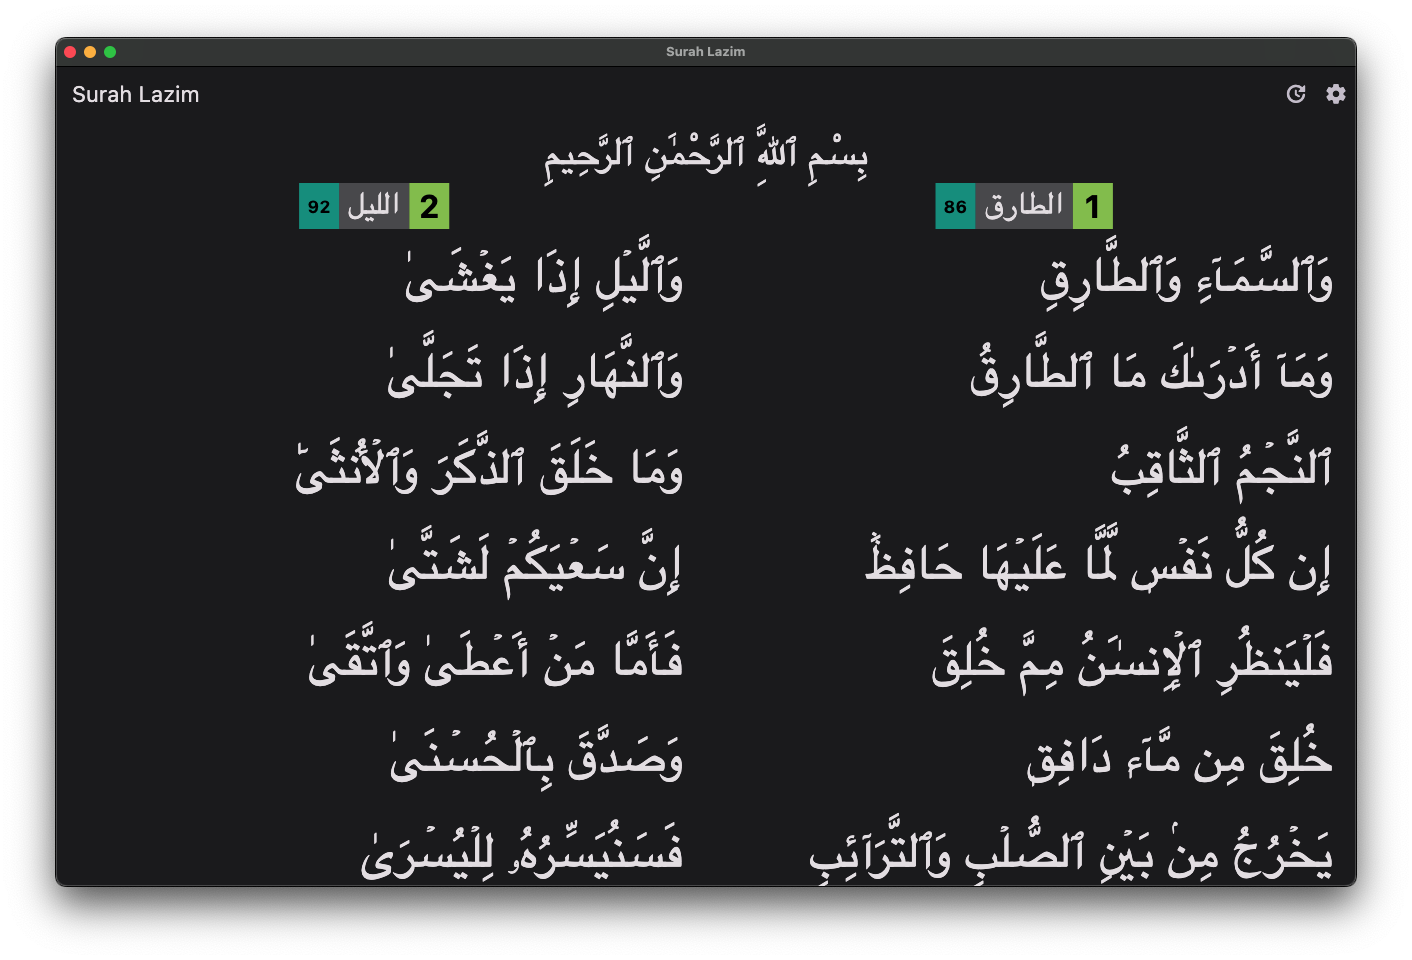 Surah Lazim
Surah Lazim
بِسْمِ ٱللَّهِ ٱلرَّحْمَٰنِ ٱلرَّحِيمِ
1 الطارق 86
وَٱلسَّمَآءِ وَٱلطَّارِقِ
وَمَآ أَدۡرَىٰكَ مَا ٱلطَّارِقُ
ٱلنَّجۡمُ ٱلثَّاقِبُ
إِن كُلُّ نَفۡسٖ لَّمَّا عَلَيۡهَا حَافِظٞ
فَلۡيَنظُرِ ٱلۡإِنسَٰنُ مِمَّ خُلِقَ
خُلِقَ مِن مَّآءٖ دَافِقٖ
يَخۡرُجُ مِنۢ بَيۡنِ ٱلصُّلۡبِ وَٱلتَّرَآئِبِ
2 الليل 92
وَٱلَّيۡلِ إِذَا يَغۡشَىٰ
وَٱلنَّهَارِ إِذَا تَجَلَّىٰ
وَمَا خَلَقَ ٱلذَّكَرَ وَٱلۡأُنثَىٰٓ
إِنَّ سَعۡيَكُمۡ لَشَتَّىٰ
فَأَمَّا مَنۡ أَعۡطَىٰ وَٱتَّقَىٰ
وَصَدَّقَ بِٱلۡحُسۡنَىٰ
فَسَنُيَسِّرُهُۥ لِلۡيُسۡرَىٰ